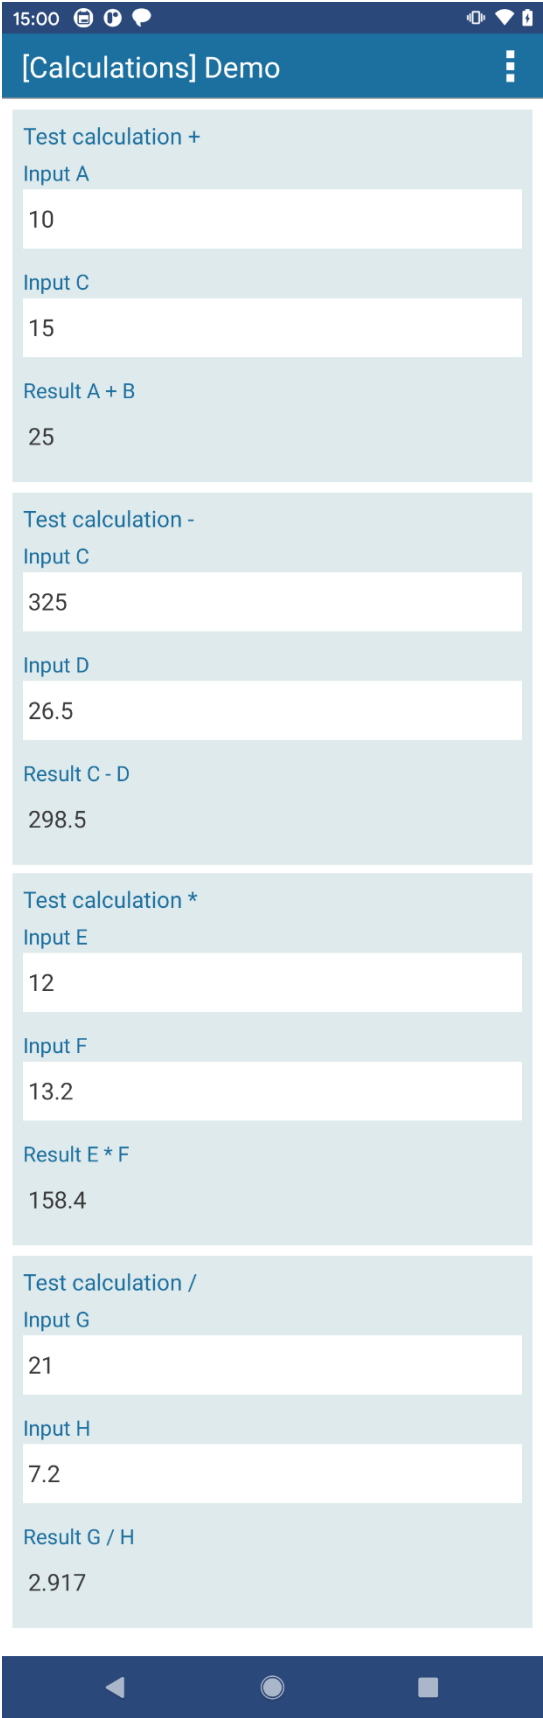 15:00
[Calculations] Demo
Test calculation +
Input A
10
Input C
15
Result A + B
25
Test calculation -
Input C
325
Input D
26.5
Result C - D
298.5
Test calculation *
Input E
12
Input F
13.2
Result E * F
158.4
Test calculation /
Input G
21
Input H
7.2
Result G / H
2.917